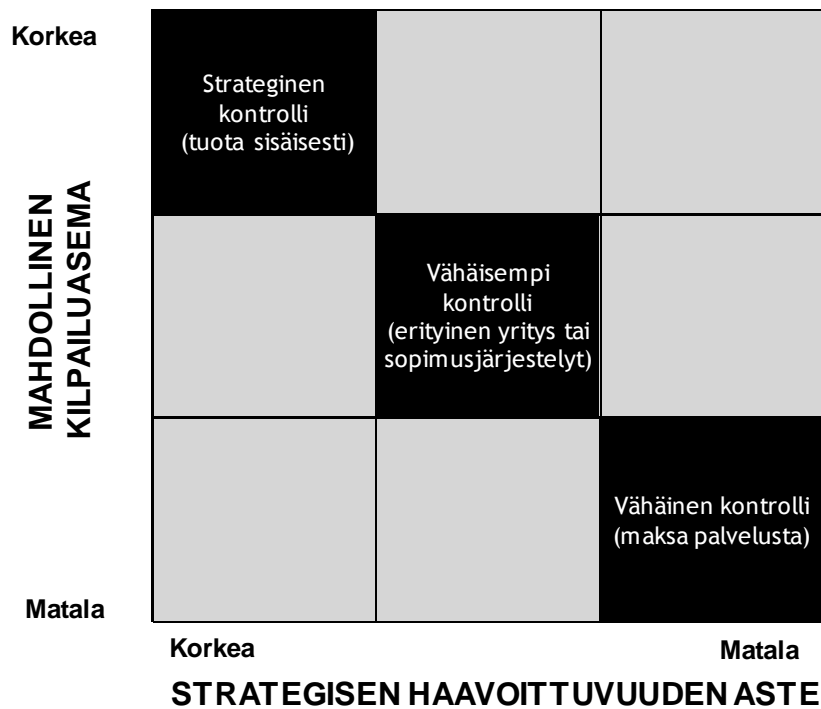 Korkea
Strateginen
kontrolli
(tuota sisäisesti)
MAHDOLLINEN
KILPAILUASEMA
Vähäisempi
kontrolli
(erityinen yritys tai
sopimusjärjestelyt)
Vähäinen kontrolli
(maksa palvelusta)
Matala
Korkea
Matala
STRATEGISEN HAAVOITTUVUUDEN ASTE